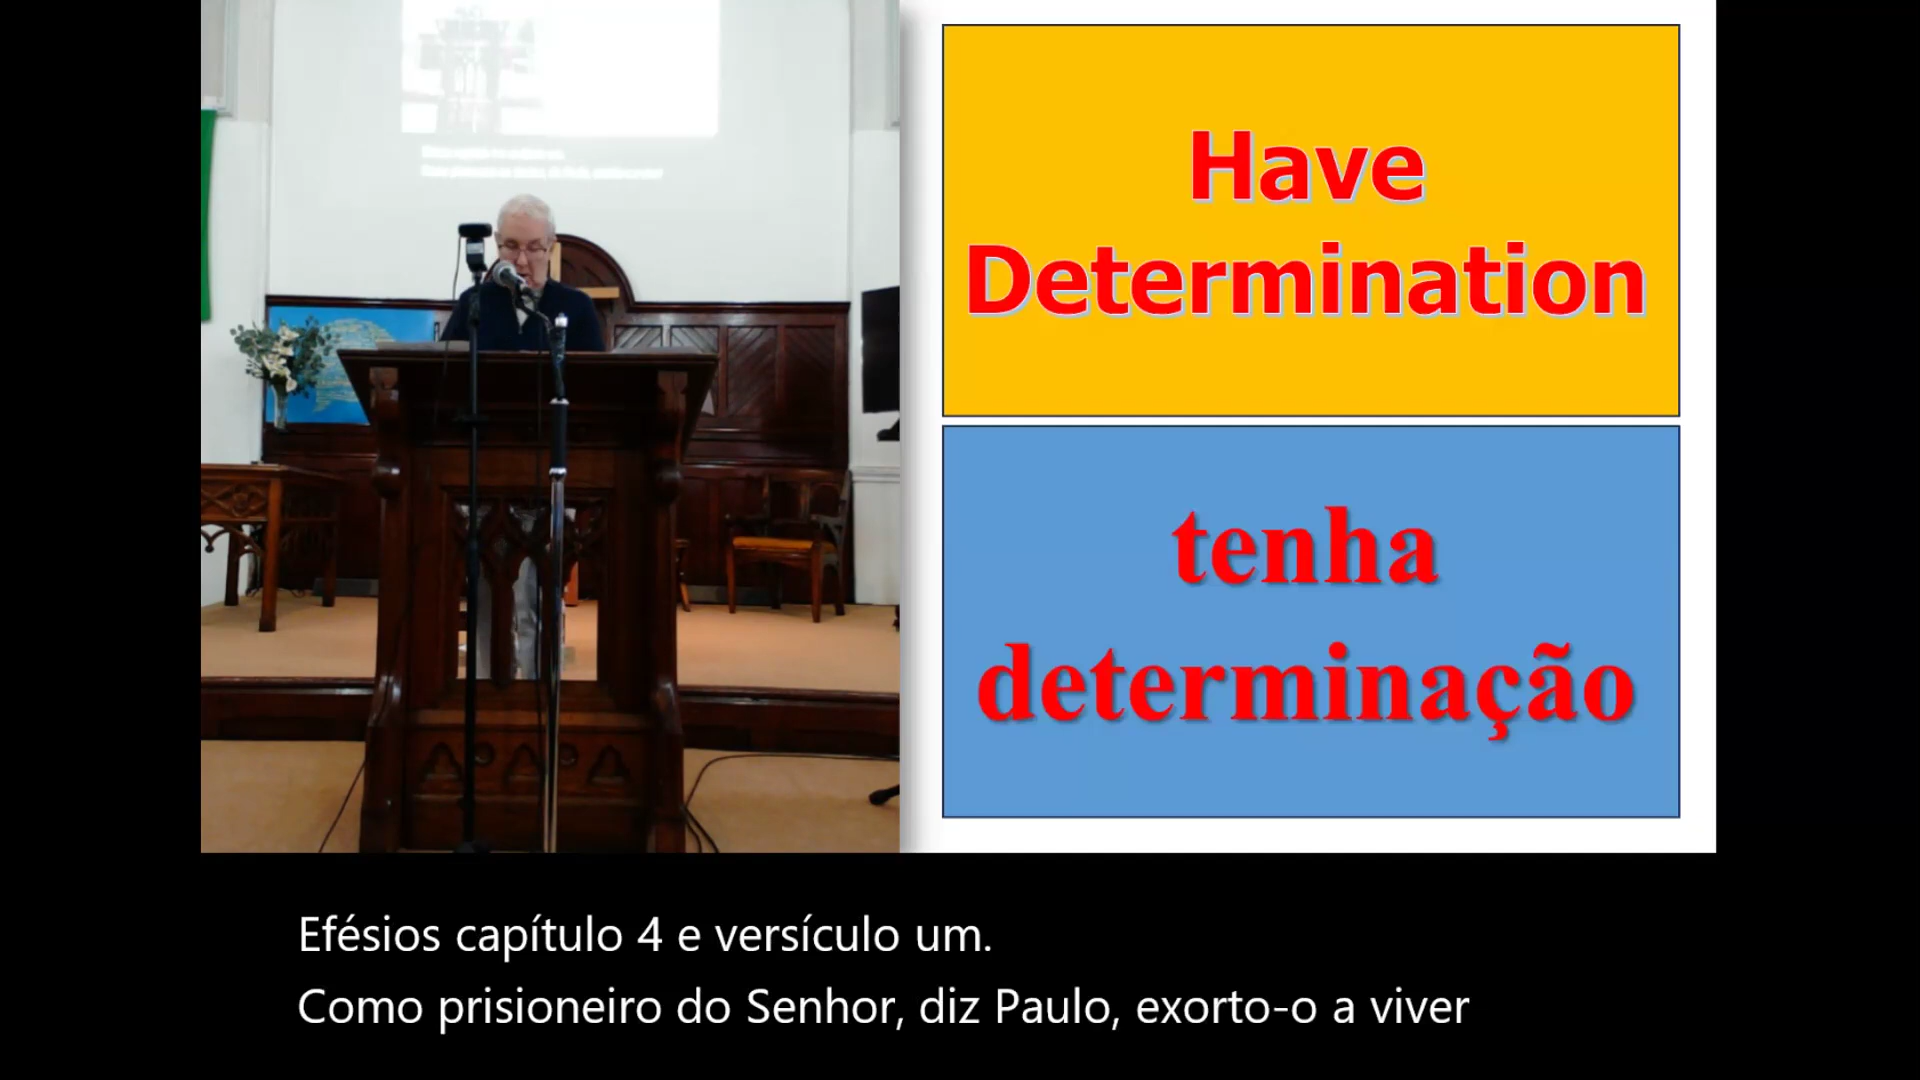 Have
Determination
tenha
determinação
Efésios capítulo 4 e versículo um.
Como prisioneiro do Senhor, diz Paulo, exorto-o a viver